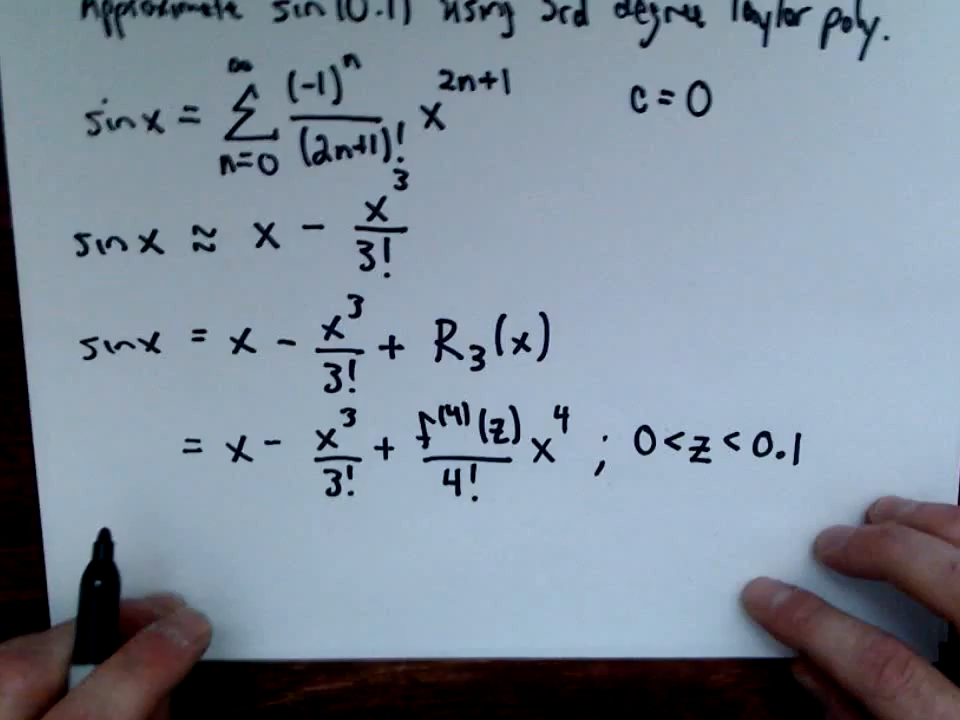 Approximate sin(0.1) using 3rd degree Taylor poly.
sin x = ∑_{n=0}^{∞} (-1)^n/(2n+1)! x^{2n+1} c = 0
sin x ≈ x - x^3/3!
sin x = x - x^3/3! + R_3(x)
= x - x^3/3! + f^{(4)}(z)/4! x^4 ; 0 < z < 0.1